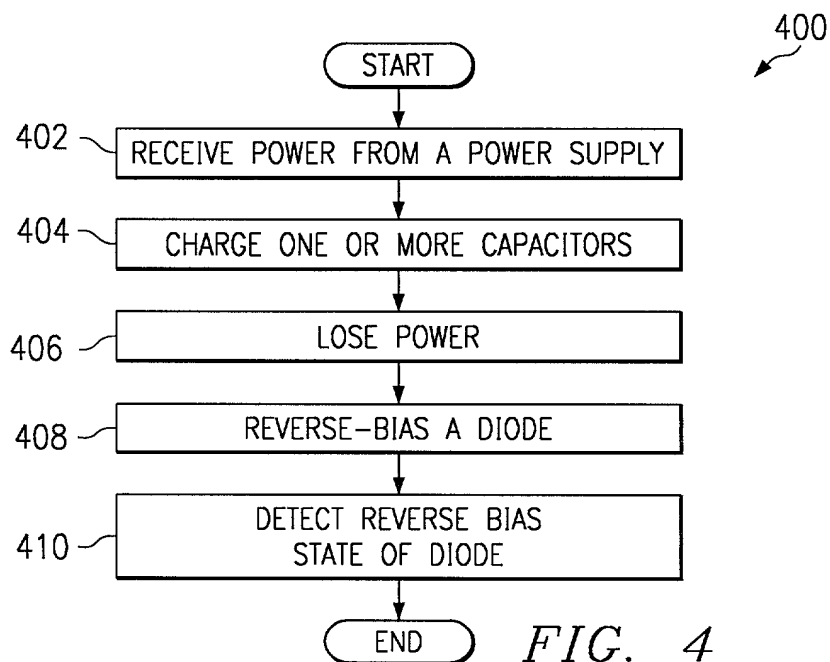 400
START
402
RECEIVE POWER FROM A POWER SUPPLY
404
CHARGE ONE OR MORE CAPACITORS
406
LOSE POWER
408
REVERSE-BIAS A DIODE
410
DETECT REVERSE BIAS
STATE OF DIODE
END
FIG. 4